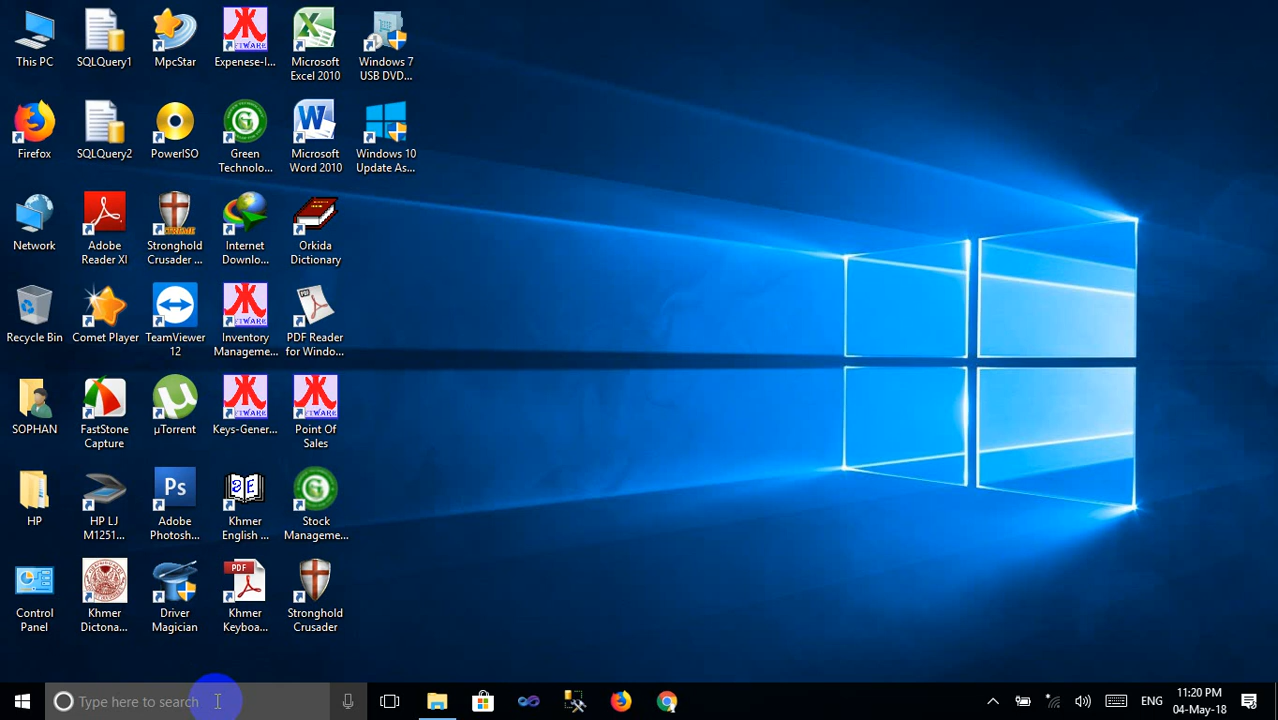 This PC
SQLQuery1
MpcStar
Expenese-I...
Microsoft
Excel 2010
Windows 7
USB DVD...
Firefox
SQLQuery2
PowerISO
Green
Technolo...
Microsoft
Word 2010
Windows 10
Update As...
Network
Adobe
Reader XI
Stronghold
Crusader ...
Internet
Downlo...
Orkida
Dictionary
Recycle Bin
Comet Player
TeamViewer
12
Inventory
Manageme...
PDF Reader
for Windo...
SOPHAN
FastStone
Capture
µTorrent
Keys-Gener...
Point Of
Sales
HP
HP LJ
M1251...
Adobe
Photosh...
Khmer
English ...
Stock
Manageme...
Control
Panel
Khmer
Dictona...
Driver
Magician
Khmer
Keyboa...
Stronghold
Crusader
Type here to search
ENG
11:20 PM
04-May-18